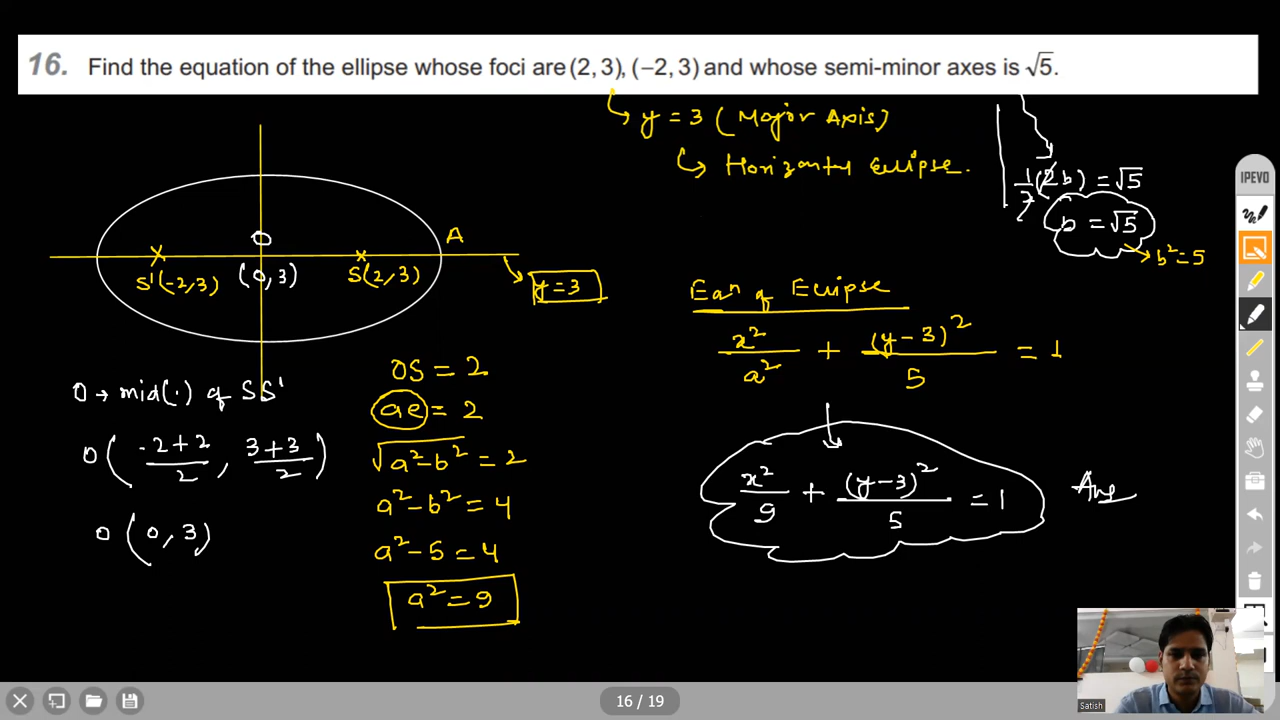 16. Find the equation of the ellipse whose foci are (2, 3), (−2, 3) and whose semi-minor axes is √5.
y = 3 (Major Axis)
Horizontal Ellipse.
1/2 (2b) = √5
b = √5
b² = 5
O
A
S'(-2,3)
(0,3)
S(2,3)
y = 3
Eqn of Ellipse
x²/a² + (y-3)²/5 = 1
x²/9 + (y-3)²/5 = 1 Ans
O → mid(.) of SS'
O (-2+2/2, 3+3/2)
O (0, 3)
OS = 2
ae = 2
√a²-b² = 2
a²-b² = 4
a²-5 = 4
a² = 9
IPEVO
Satish
16 / 19